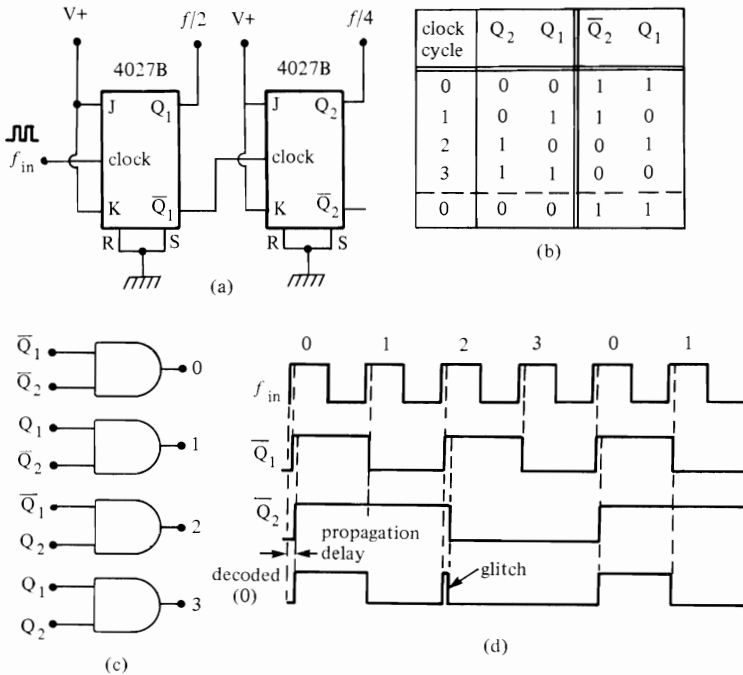 (a)
V+ f/2 V+ f/4
4027B 4027B
J Q₁ J Q₂
f in clock clock
K Q̅₁ K Q̅₂
R S R S
(a)
clock cycle Q₂ Q₁ Q̅₂ Q₁
0 0 0 1 1
1 0 1 1 0
2 1 0 0 1
3 1 1 0 0
0 0 0 1 1
(b)
Q̅₁
Q̅₂
0
Q₁
Q̅₂
1
Q̅₁
Q₂
2
Q₁
Q₂
3
(c)
0 1 2 3 0 1
f in
Q̅₁
Q̅₂
propagation
delay
decoded
(0)
glitch
(d)